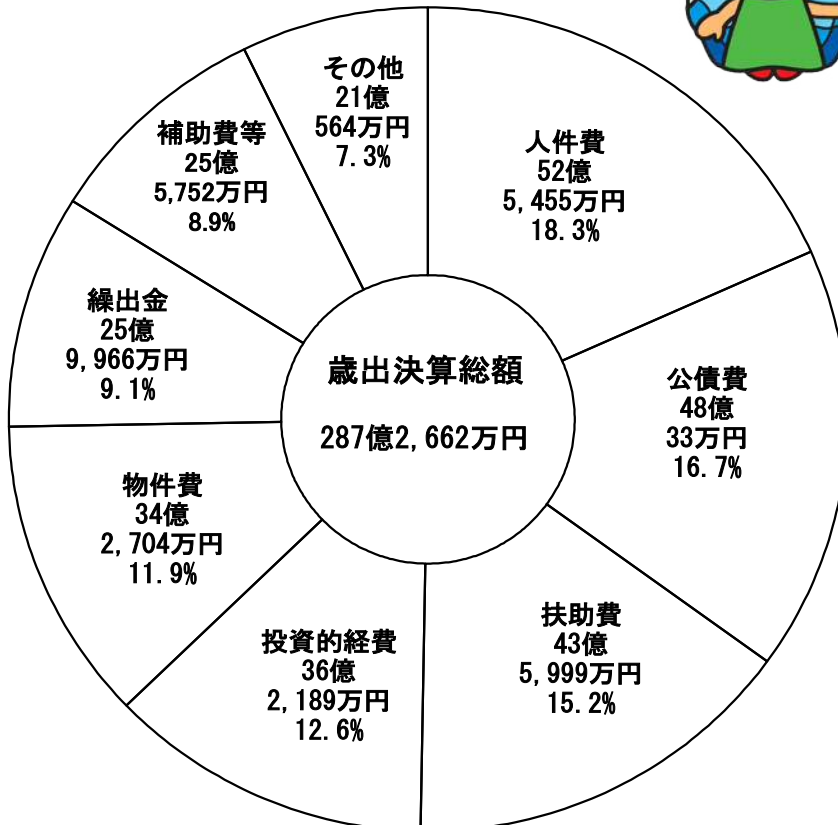 歳出決算総額
287億2,662万円
人件費
52億
5,455万円
18.3%
公債費
48億
33万円
16.7%
扶助費
43億
5,999万円
15.2%
投資的経費
36億
2,189万円
12.6%
物件費
34億
2,704万円
11.9%
繰出金
25億
9,966万円
9.1%
補助費等
25億
5,752万円
8.9%
その他
21億
564万円
7.3%